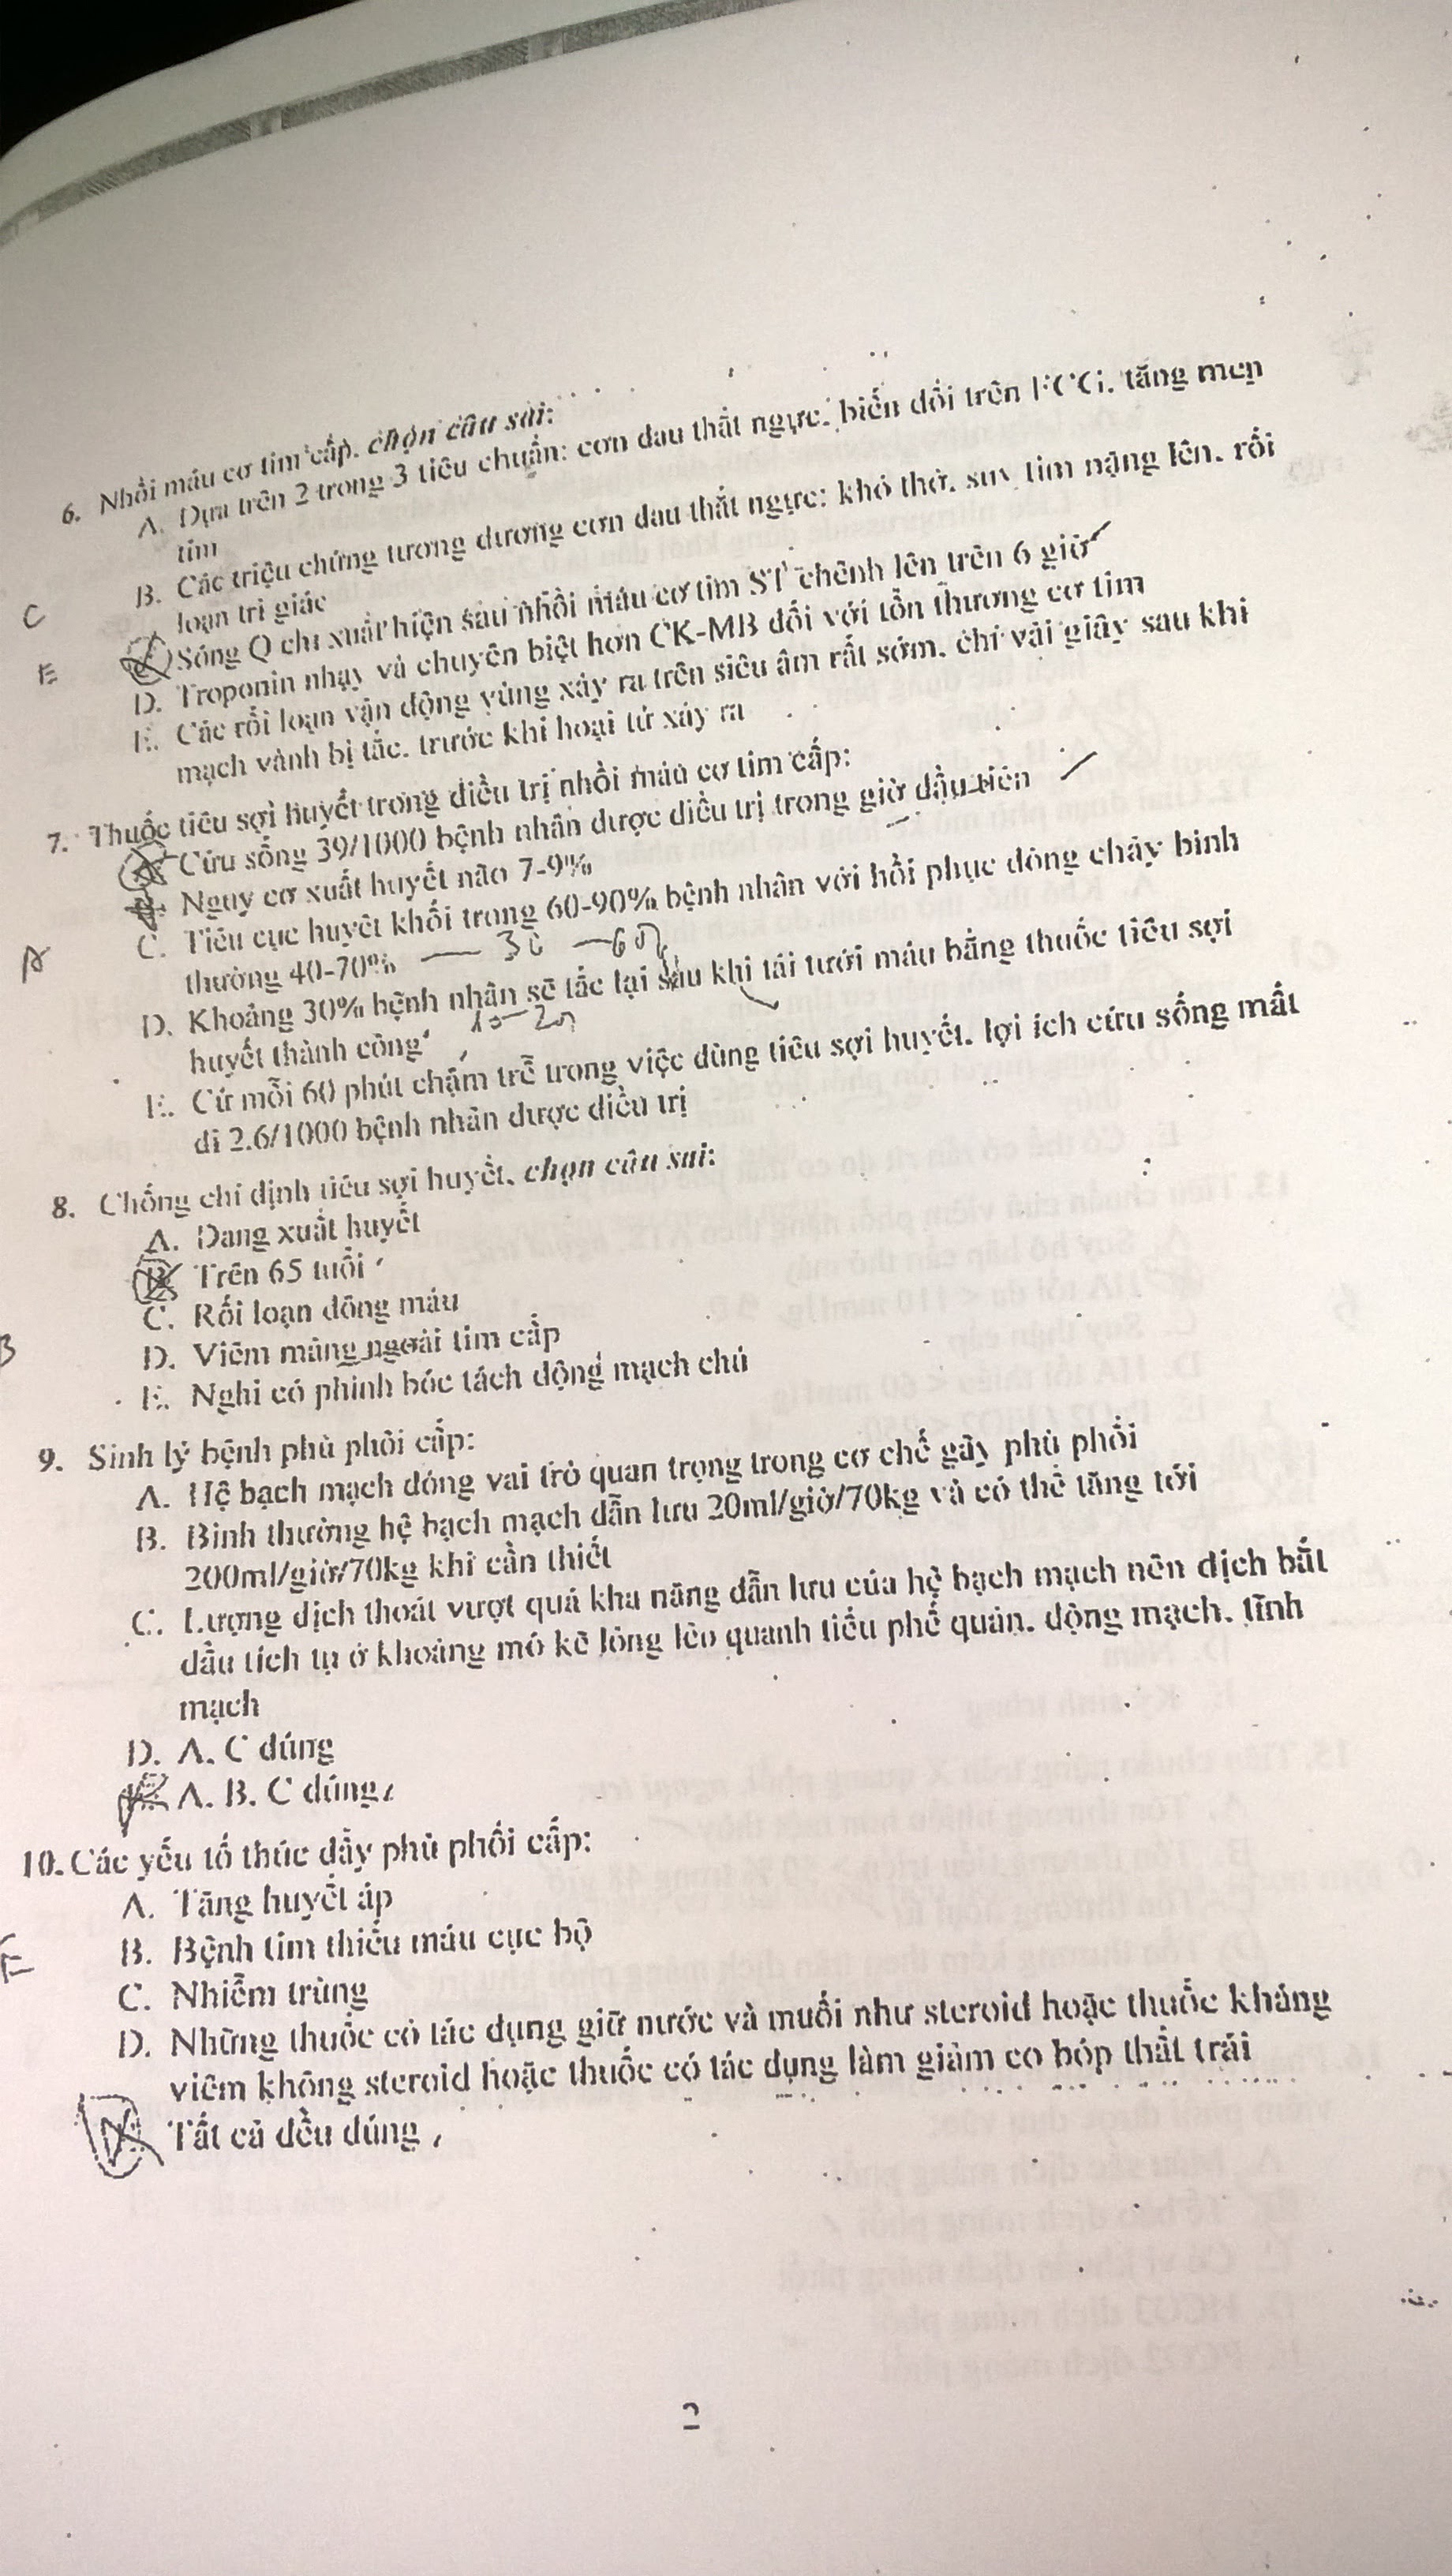 6. Nhồi máu cơ tim cấp, chọn câu sai:
A. Dựa trên 2 trong 3 tiêu chuẩn: cơn đau thắt ngực, biến đổi trên ECG, tăng men
tim
B. Các triệu chứng tương đương cơn đau thắt ngực: khó thở, suy tim nặng lên, rối
loạn tri giác
C
Sóng Q chỉ xuất hiện sau nhồi máu cơ tim ST chênh lên trên 6 giờ
E
D. Troponin nhạy và chuyên biệt hơn CK-MB đối với tổn thương cơ tim
E. Các rối loạn vận động vùng xảy ra trên siêu âm rất sớm, chỉ vài giây sau khi
mạch vành bị tắc, trước khi hoại tử xảy ra
7. Thuốc tiêu sợi huyết trong điều trị nhồi máu cơ tim cấp:
A. Cứu sống 39/1000 bệnh nhân được điều trị trong giờ đầu tiên
B. Nguy cơ xuất huyết não 7-9%
A
C. Tiêu cục huyết khối trong 60-90% bệnh nhân với hồi phục dòng chảy bình
thường 40-70% 30 - 60%
D. Khoảng 30% bệnh nhân sẽ tắc lại sau khi tái tưới máu bằng thuốc tiêu sợi
huyết thành công
E. Cứ mỗi 60 phút chậm trễ trong việc dùng tiêu sợi huyết, lợi ích cứu sống mất
đi 2.6/1000 bệnh nhân được điều trị
8. Chống chỉ định tiêu sợi huyết, chọn câu sai:
A. Đang xuất huyết
B. Trên 65 tuổi
C. Rối loạn đông máu
B
D. Viêm màng ngoài tim cấp
E. Nghi có phình bóc tách động mạch chủ
9. Sinh lý bệnh phù phổi cấp:
A. Hệ bạch mạch đóng vai trò quan trọng trong cơ chế gây phù phổi
B. Bình thường hệ bạch mạch dẫn lưu 20ml/giờ/70kg và có thể tăng tới
200ml/giờ/70kg khi cần thiết
C. Lượng dịch thoát vượt quá khả năng dẫn lưu của hệ bạch mạch nên dịch bắt
đầu tích tụ ở khoảng mô kẽ lỏng lẻo quanh tiểu phế quản, động mạch, tĩnh
mạch
D. A, C đúng
E. A, B, C đúng
10. Các yếu tố thúc đẩy phù phổi cấp:
A. Tăng huyết áp
B. Bệnh tim thiếu máu cục bộ
E
C. Nhiễm trùng
D. Những thuốc có tác dụng giữ nước và muối như steroid hoặc thuốc kháng
viêm không steroid hoặc thuốc có tác dụng làm giảm co bóp thất trái
Tất cả đều đúng
2